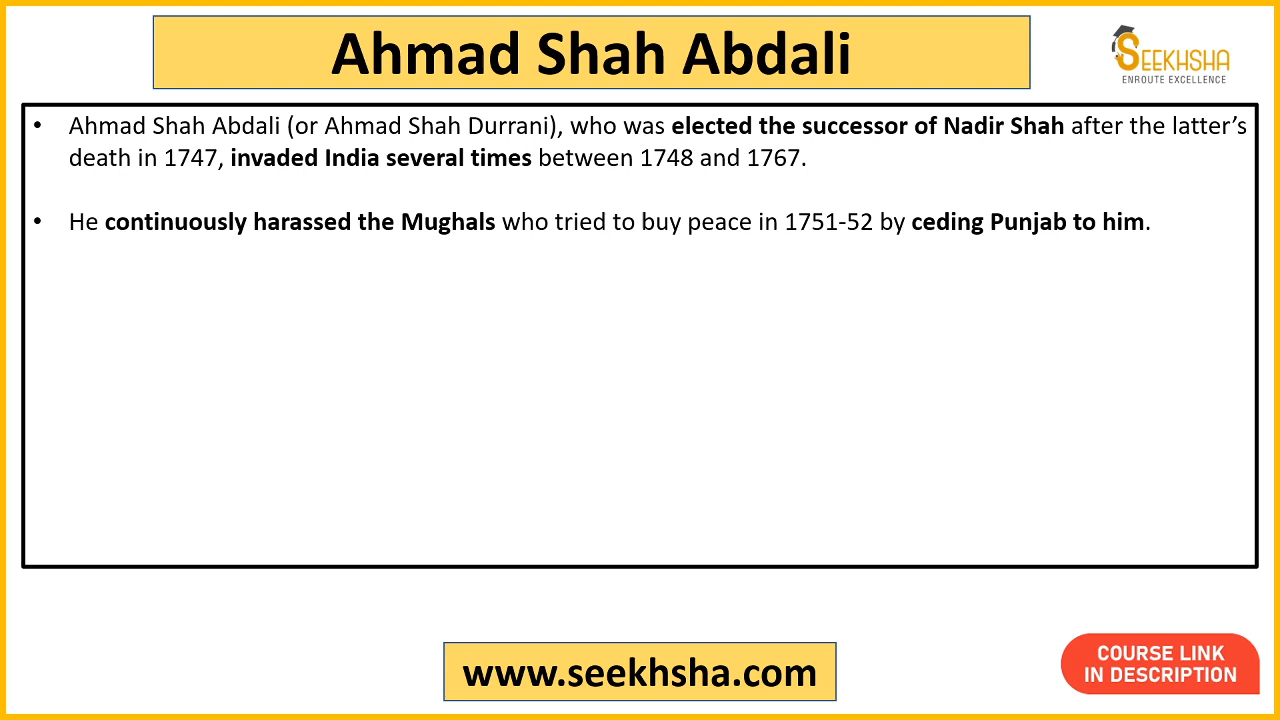 Ahmad Shah Abdali
SEEKHSHA
ENROUTE EXCELLENCE
• Ahmad Shah Abdali (or Ahmad Shah Durrani), who was elected the successor of Nadir Shah after the latter’s
death in 1747, invaded India several times between 1748 and 1767.
• He continuously harassed the Mughals who tried to buy peace in 1751-52 by ceding Punjab to him.
www.seekhsha.com
COURSE LINK
IN DESCRIPTION